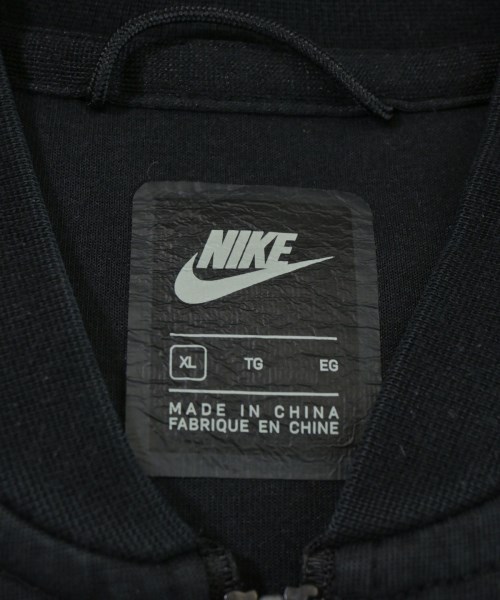 NIKE
XL TG EG
MADE IN CHINA
FABRIQUE EN CHINE